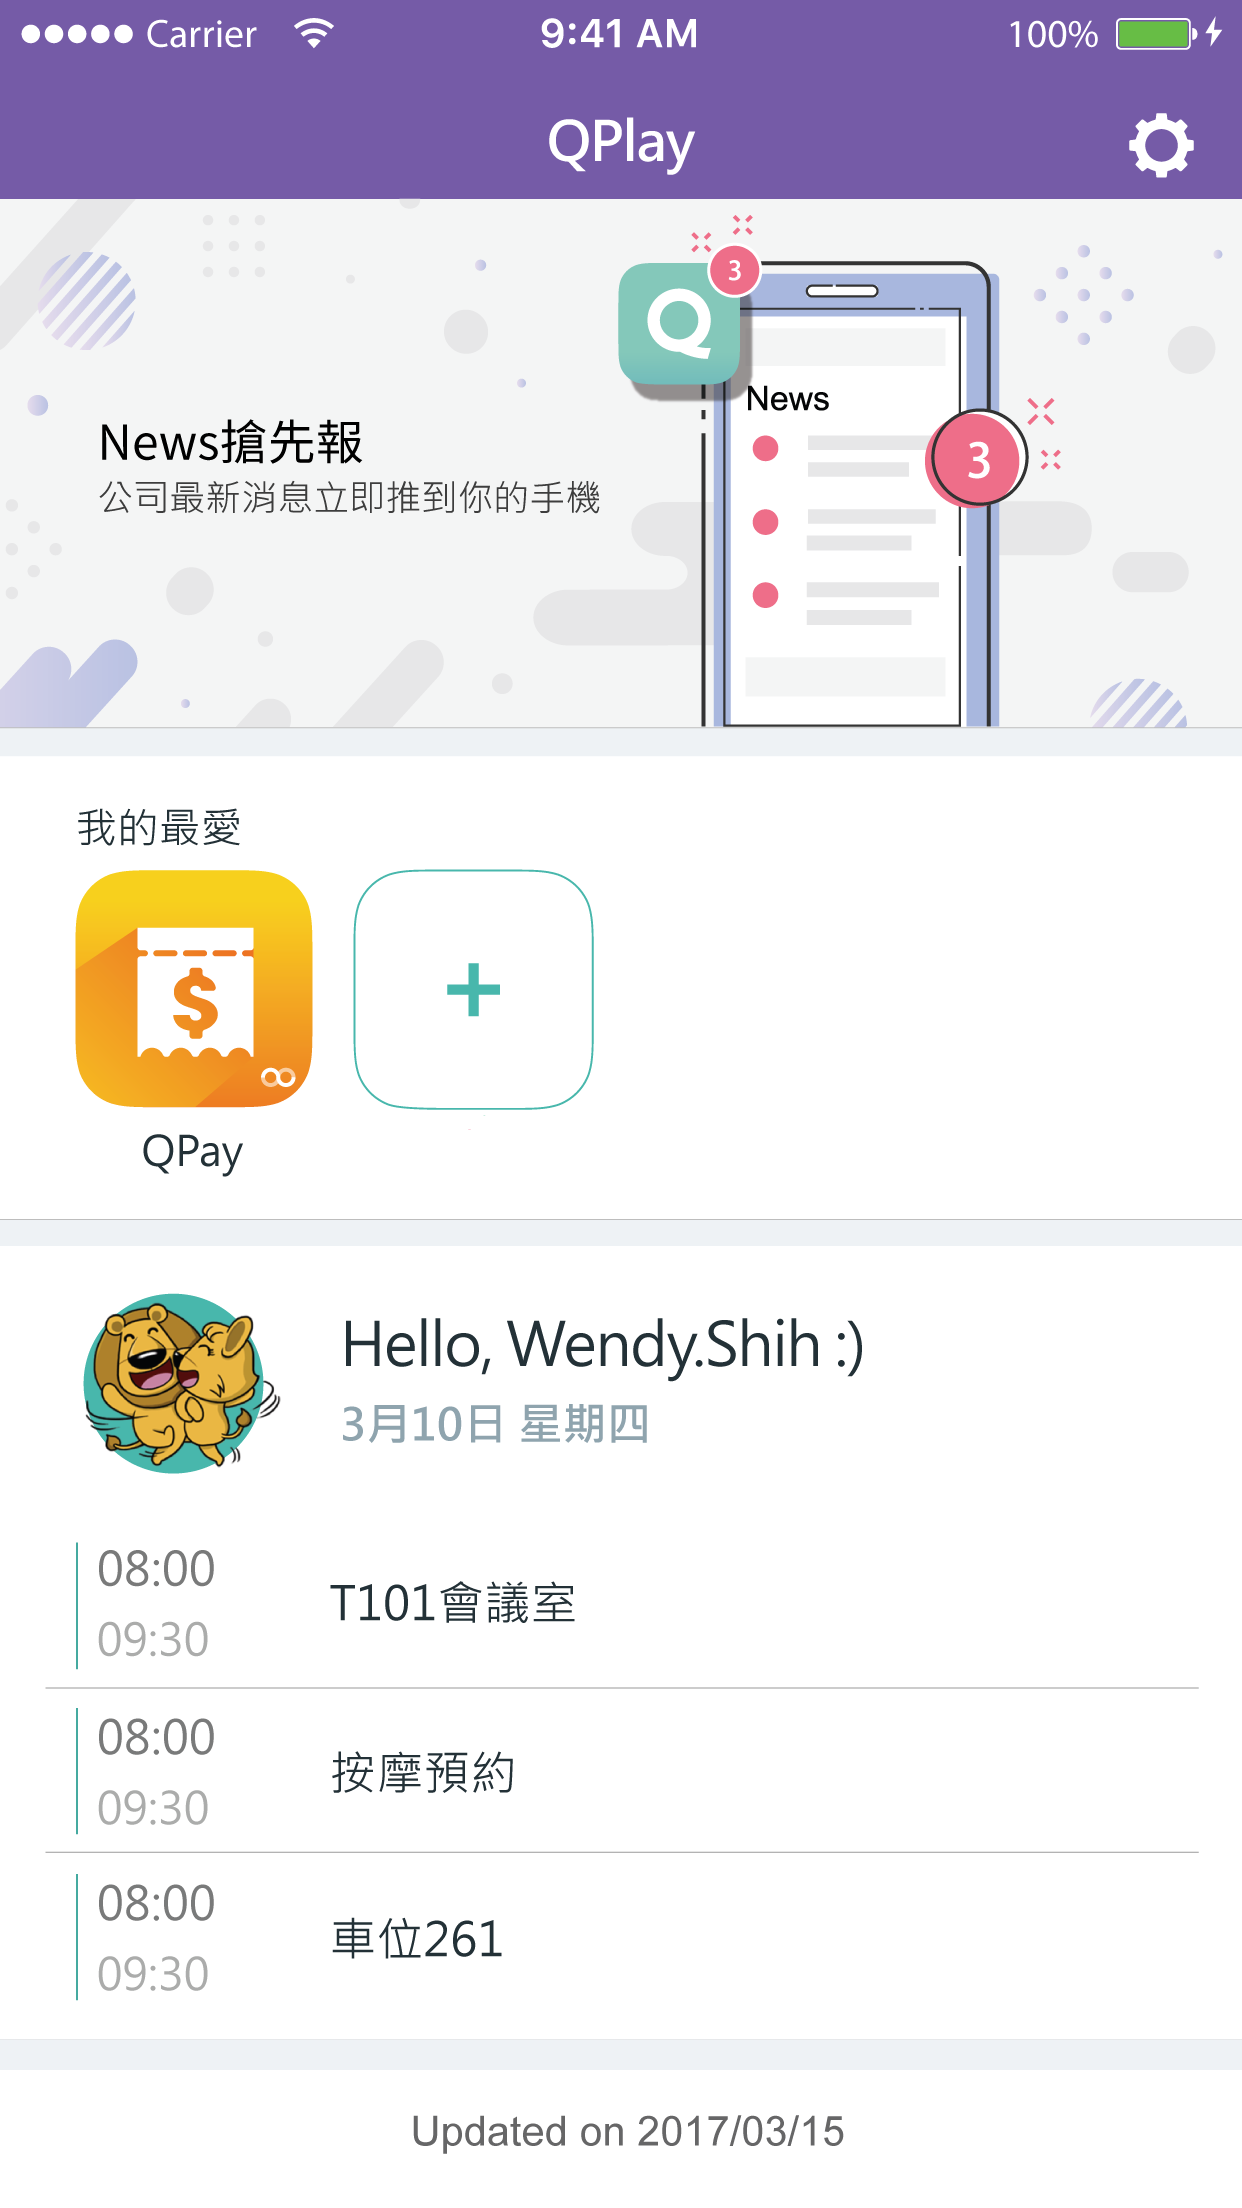 Carrier
9:41 AM
100%
QPlay
3
Q
News
News搶先報
公司最新消息立即推到你的手機
3
我的最愛
QPay
Hello, Wendy.Shih :)
3月10日 星期四
08:00
09:30
T101會議室
08:00
09:30
按摩預約
08:00
09:30
車位261
Updated on 2017/03/15